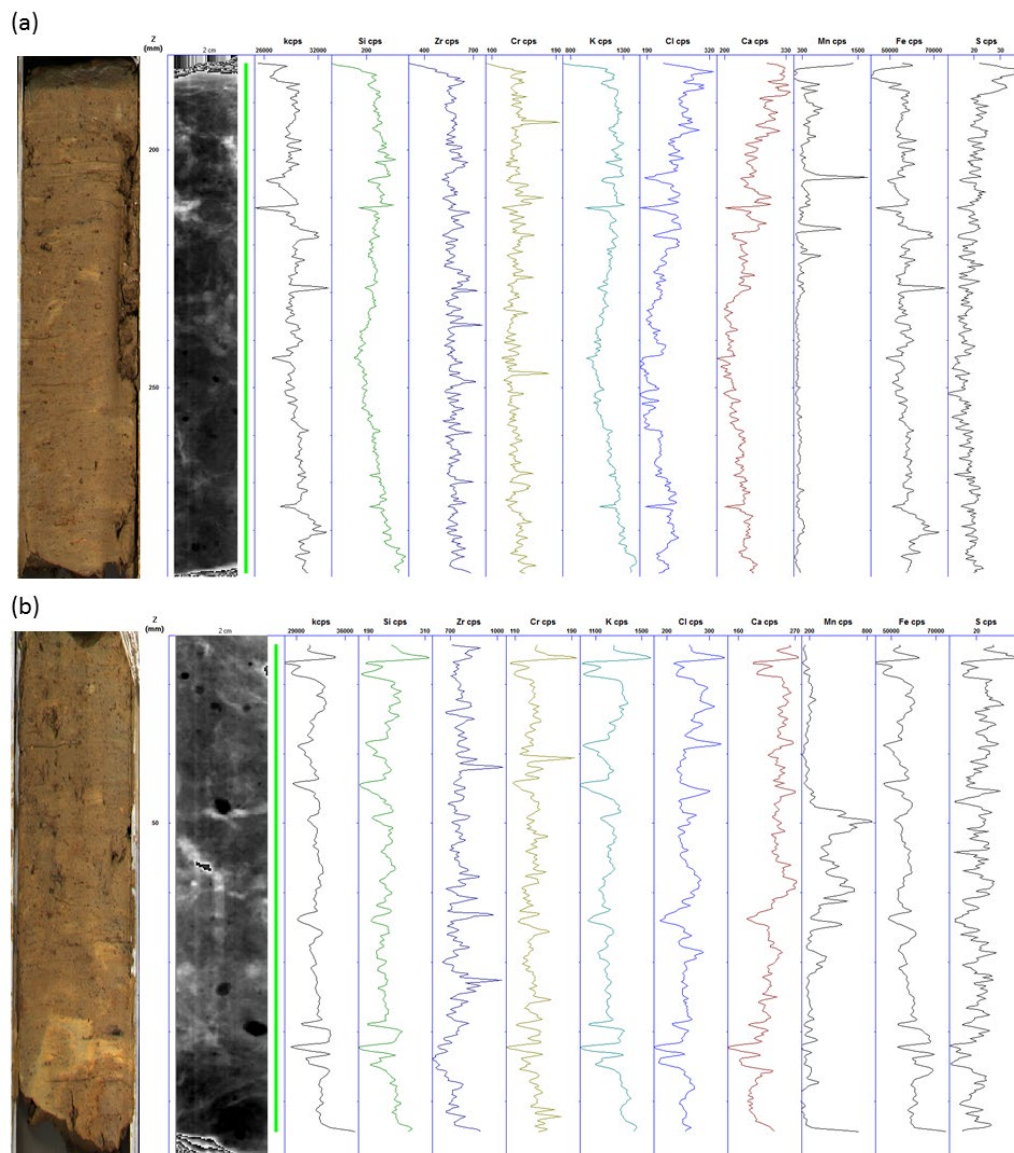 (a)
Z (mm) 2 cm kcps Si cps Zr cps Cr cps K cps Cl cps Ca cps Mn cps Fe cps S cps
26000 32000 200 400 700 100 190 800 1300 190 320 220 330 300 1500 50000 70000 20 30
200
250
(b)
Z (mm) 2 cm kcps Si cps Zr cps Cr cps K cps Cl cps Ca cps Mn cps Fe cps S cps
29000 36000 190 310 700 1000 110 190 1100 1500 200 300 160 270 200 800 50000 70000 20
50